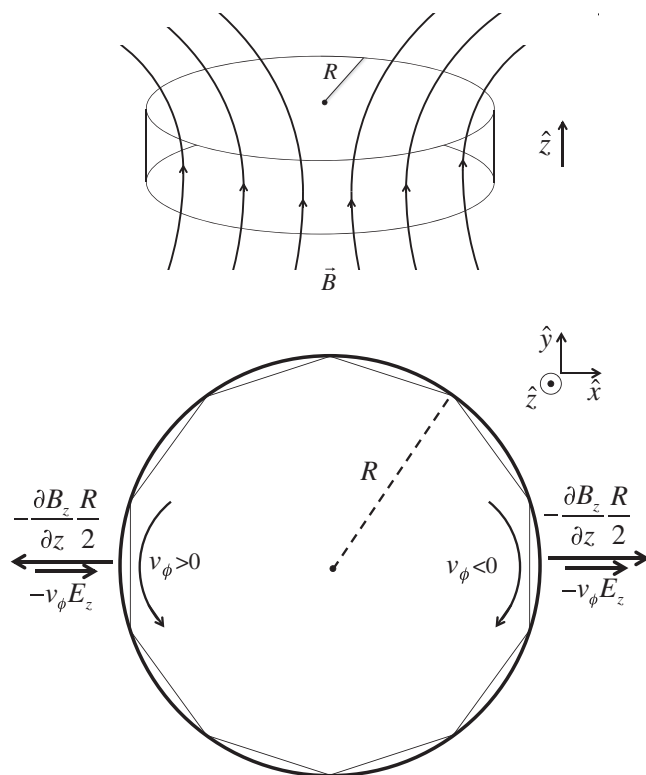 R
ẑ
B⃗
ŷ
ẑ x̂
R
−∂B_z/∂z R/2
−v_ϕE_z
v_ϕ>0
v_ϕ<0
−∂B_z/∂z R/2
−v_ϕE_z